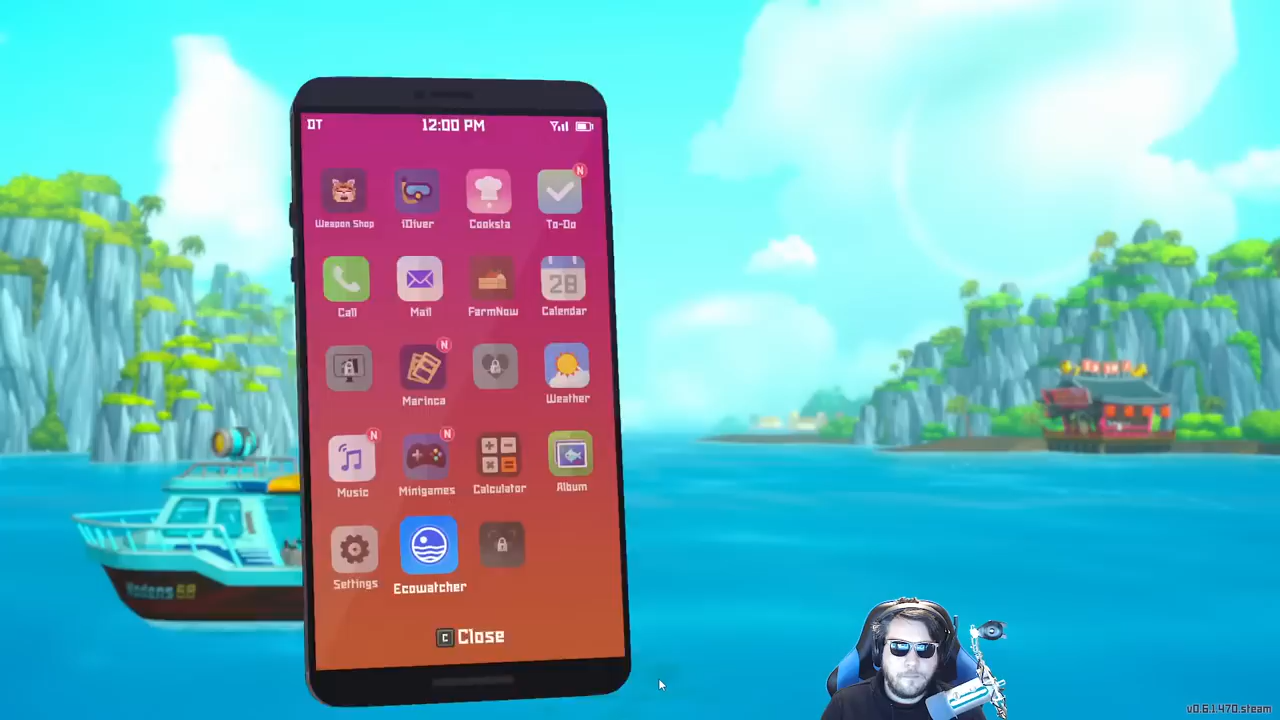 DT 12:00 PM
N
Weapon Shop iDiver Cooksta To-Do
28
Call Mail FarmNow Calendar
N
Marinca Weather
N N
Music Minigames Calculator Album
Settings Ecowatcher
C Close
v0.6.1.470.steam